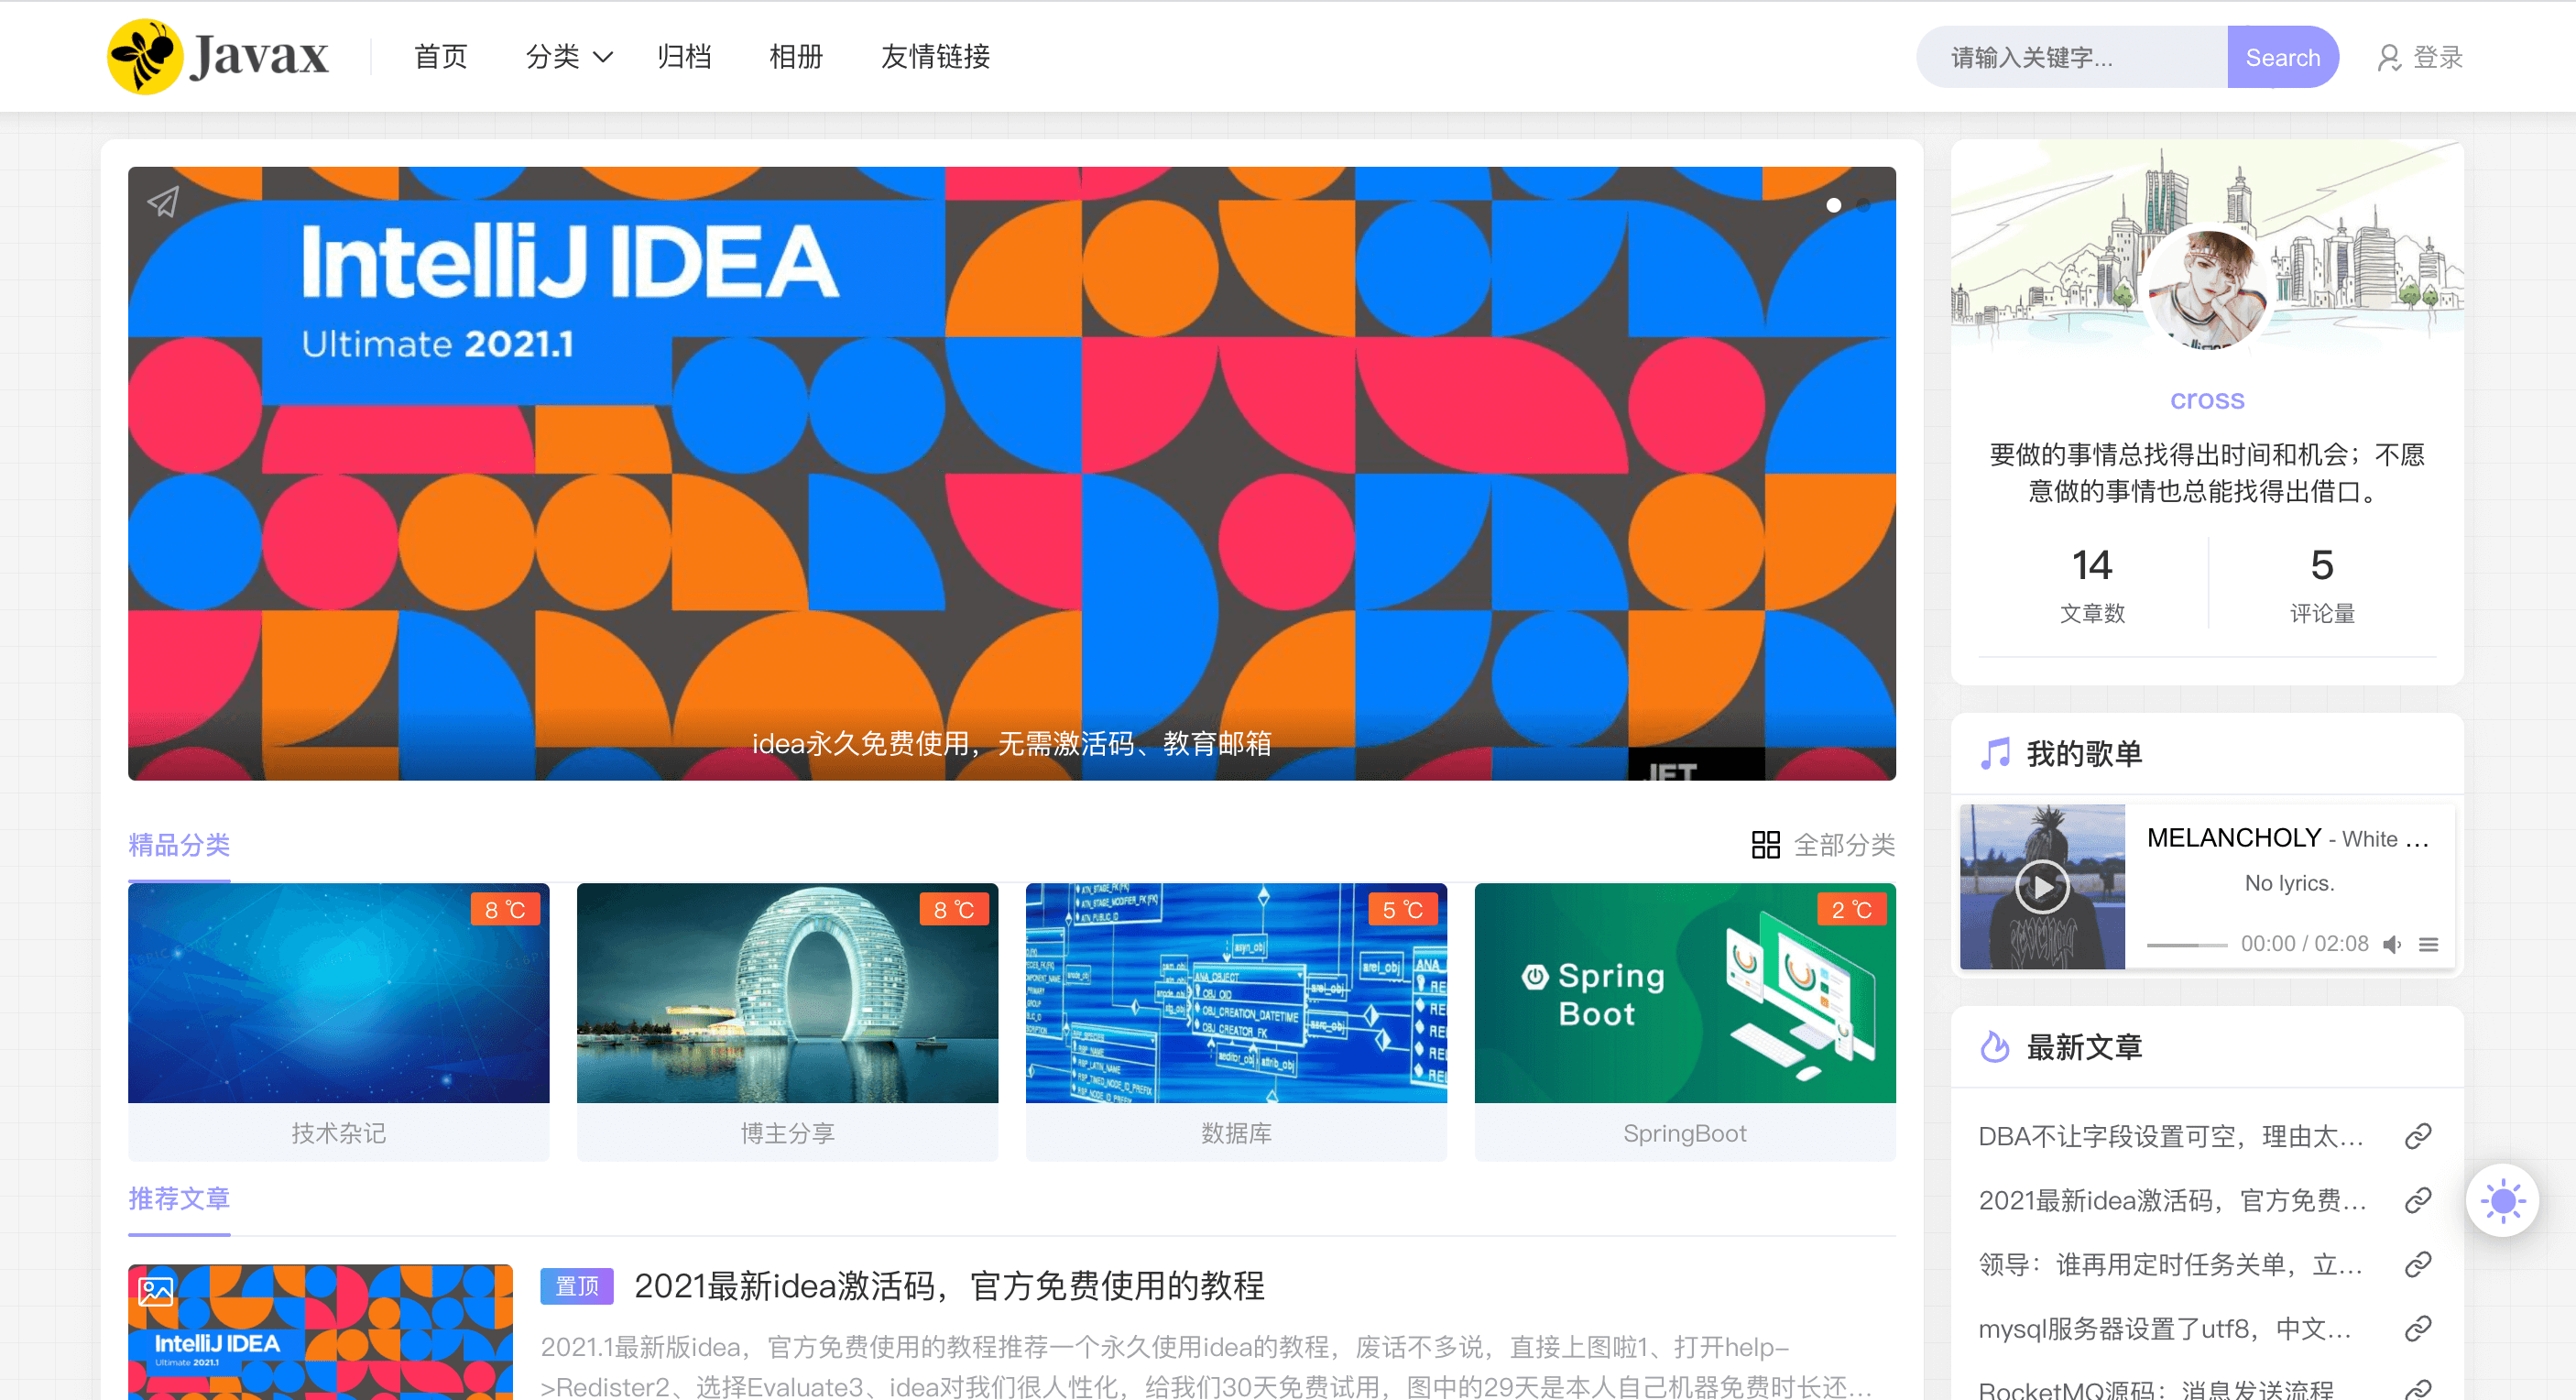 Javax
首页
分类
归档
相册
友情链接
请输入关键字...
Search
登录
IntelliJ IDEA
Ultimate 2021.1
JET
idea永久免费使用，无需激活码、教育邮箱
精品分类
全部分类
8 ℃
技术杂记
8 ℃
博主分享
5 ℃
ANA_OBJECT
OBJ_OID
OBJ_CREATION_DATETIME
OBJ_CREATOR_FK
数据库
2 ℃
Spring
Boot
SpringBoot
推荐文章
IntelliJ IDEA
Ultimate 2021.1
置顶
2021最新idea激活码，官方免费使用的教程
2021.1最新版idea，官方免费使用的教程推荐一个永久使用idea的教程，废话不多说，直接上图啦1、打开help-
>Redister2、选择Evaluate3、idea对我们很人性化，给我们30天免费试用，图中的29天是本人自己机器免费时长还...
cross
要做的事情总找得出时间和机会；不愿
意做的事情也总能找得出借口。
14
文章数
5
评论量
我的歌单
MELANCHOLY - White ...
No lyrics.
00:00 / 02:08
最新文章
DBA不让字段设置可空，理由太...
2021最新idea激活码，官方免费...
领导：谁再用定时任务关单，立...
mysql服务器设置了utf8，中文...
RocketMQ源码：消息发送流程